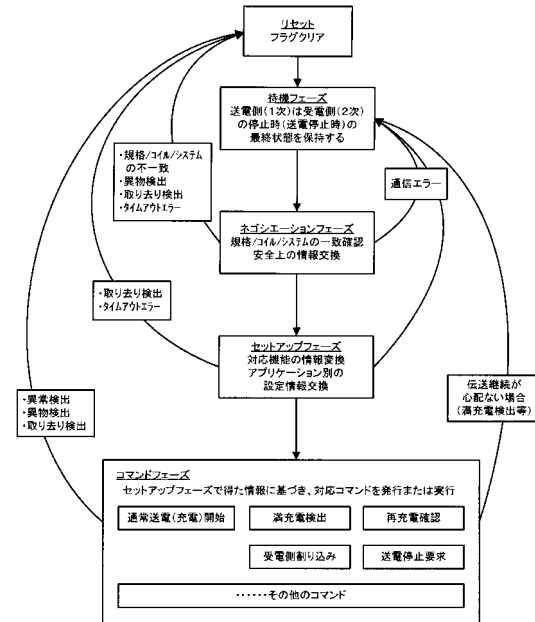 リセット
フラグクリア
待機フェーズ
送電側(1次)は受電側(2次)
の停止時(送電停止時)の
最終状態を保持する
・規格/コイル/システム
の不一致
・異物検出
・取り去り検出
・タイムアウトエラー
通信エラー
ネゴシエーションフェーズ
規格/コイル/システムの一致確認
安全上の情報交換
・取り去り検出
・タイムアウトエラー
セットアップフェーズ
対応機能の情報変換
アプリケーション別の
設定情報交換
・異常検出
・異物検出
・取り去り検出
伝送継続が
心配ない場合
(満充電検出等)
コマンドフェーズ
セットアップフェーズで得た情報に基づき、対応コマンドを発行または実行
通常送電(充電)開始
満充電検出
再充電確認
受電側割り込み
送電停止要求
……その他のコマンド